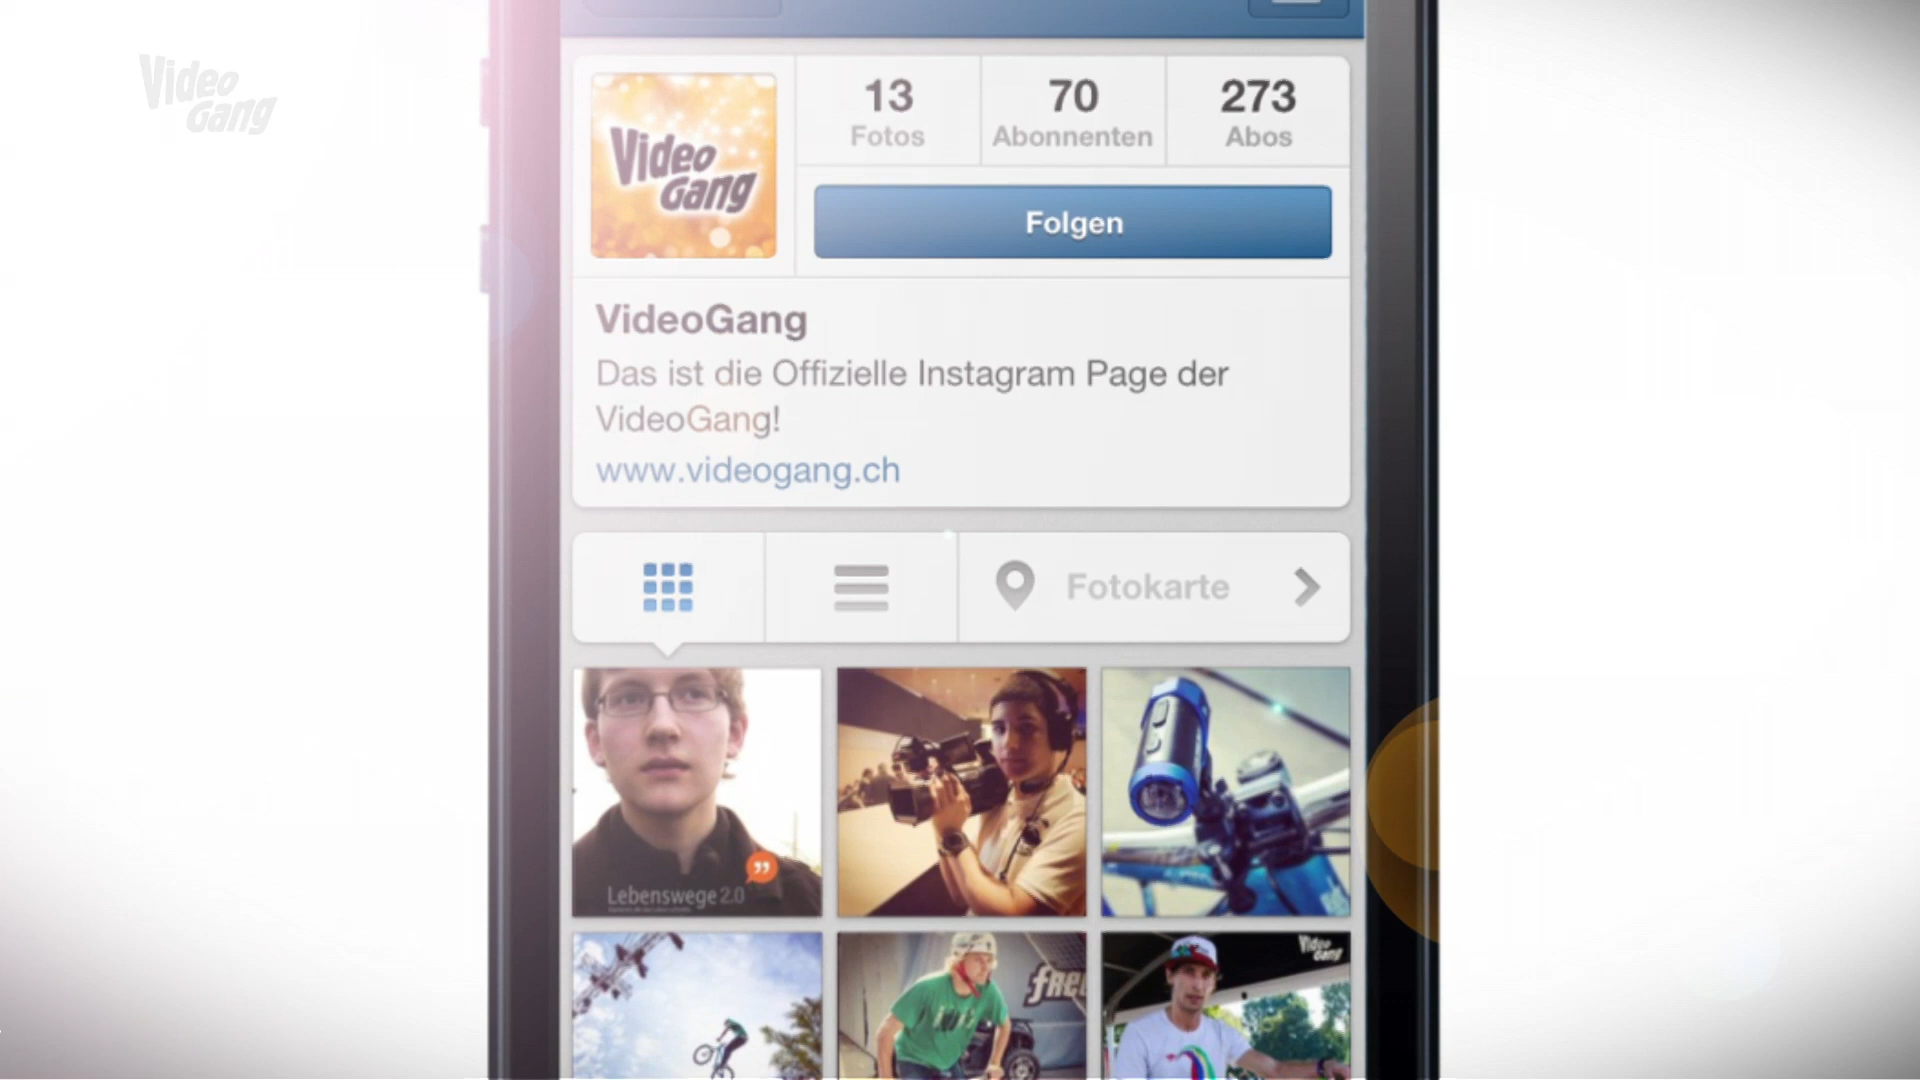 Video
Gang
13
Fotos
70
Abonnenten
273
Abos
Video
Gang
Folgen
VideoGang
Das ist die Offizielle Instagram Page der
VideoGang!
www.videogang.ch
Fotokarte
Lebenswege 2.0
Video
Gang